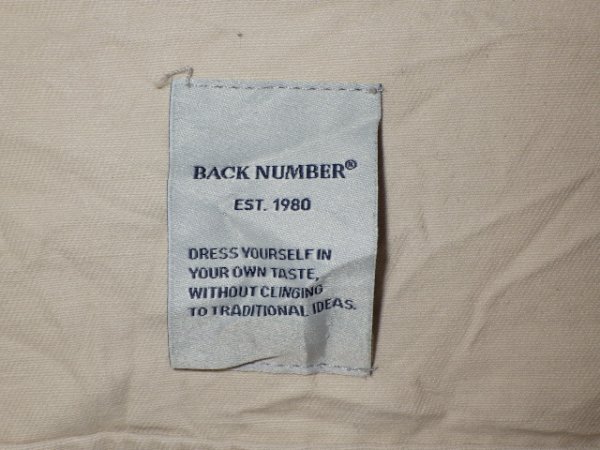 BACK NUMBER®
EST. 1980
DRESS YOURSELF IN
YOUR OWN TASTE,
WITHOUT CLINGING
TO TRADITIONAL IDEAS.